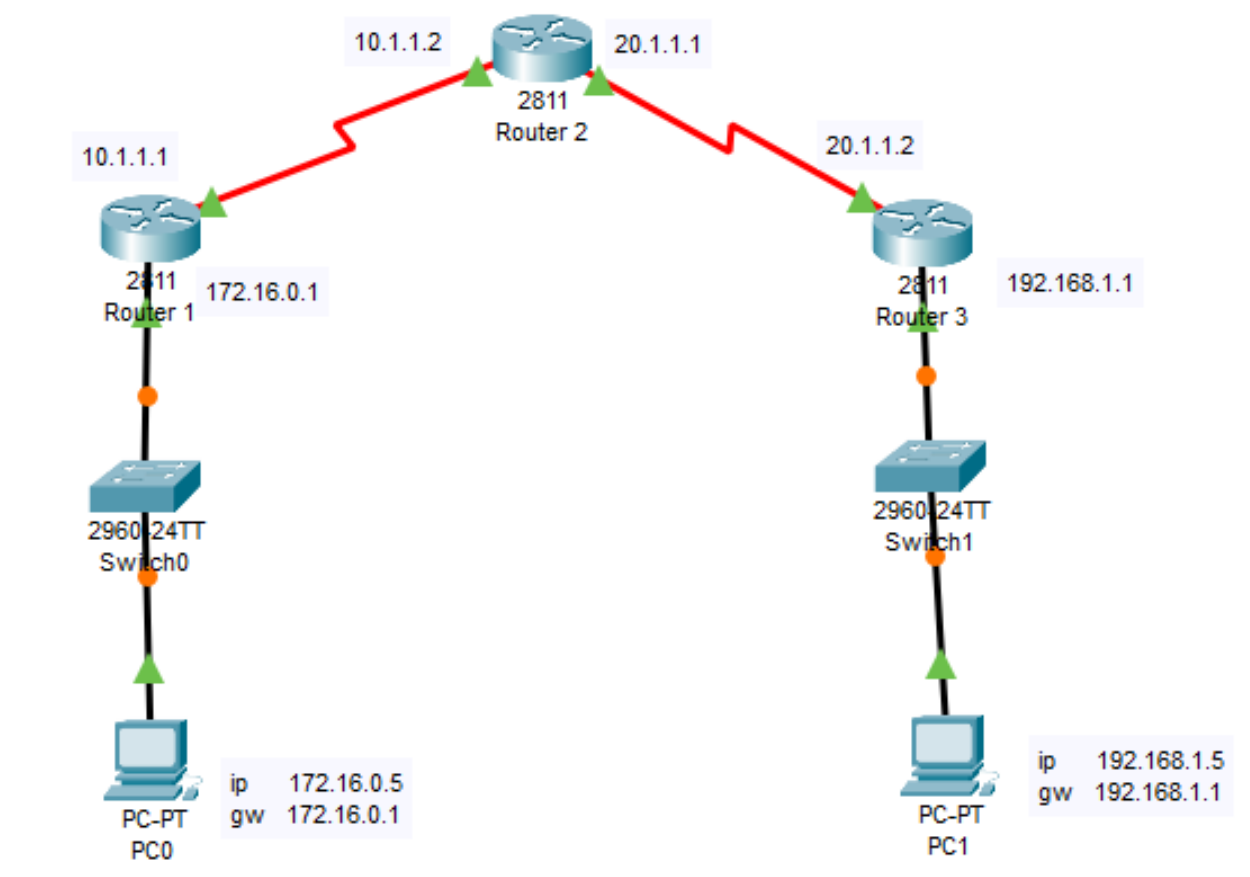 10.1.1.2
20.1.1.1
2811
Router 2
10.1.1.1
20.1.1.2
2811
Router 1
172.16.0.1
2811
Router 3
192.168.1.1
2960-24TT
Switch0
2960-24TT
Switch1
PC-PT
PC0
ip 172.16.0.5
gw 172.16.0.1
PC-PT
PC1
ip 192.168.1.5
gw 192.168.1.1